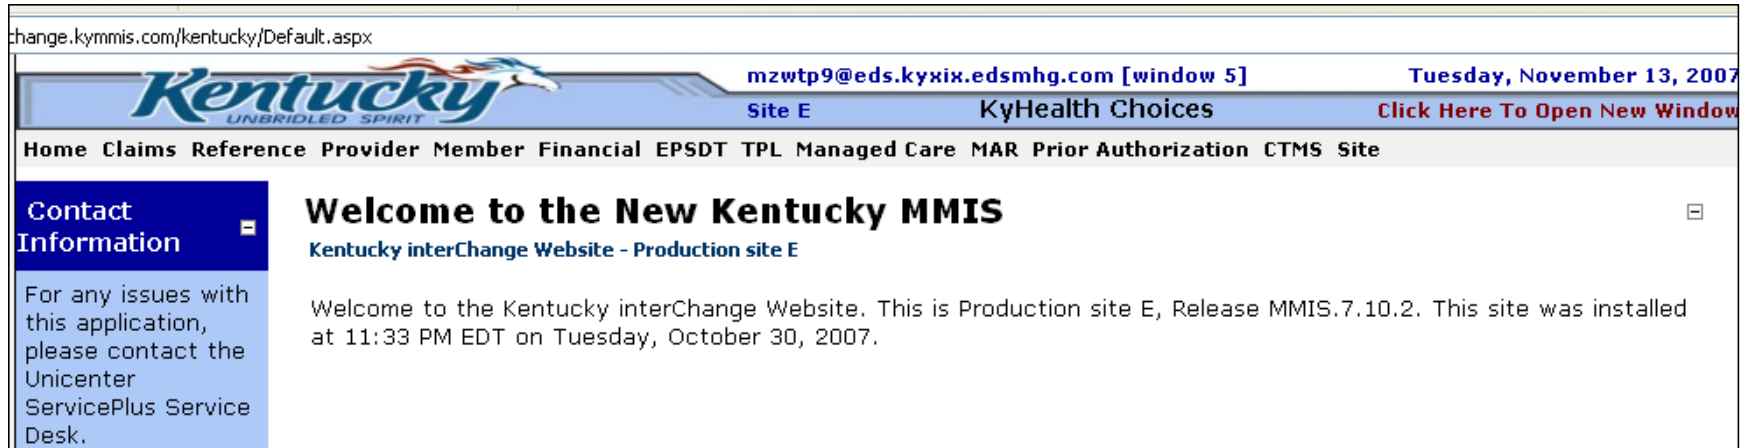 change.kymmis.com/kentucky/Default.aspx
Kentucky
UNBRIDLED SPIRIT
mzwtp9@eds.kyxix.edsmhg.com [window 5] Tuesday, November 13, 2007
Site E KyHealth Choices Click Here To Open New Window
Home Claims Reference Provider Member Financial EPSDT TPL Managed Care MAR Prior Authorization CTMS Site
Contact
Information
For any issues with
this application,
please contact the
Unicenter
ServicePlus Service
Desk.
Welcome to the New Kentucky MMIS
Kentucky interChange Website - Production site E
Welcome to the Kentucky interChange Website. This is Production site E, Release MMIS.7.10.2. This site was installed
at 11:33 PM EDT on Tuesday, October 30, 2007.